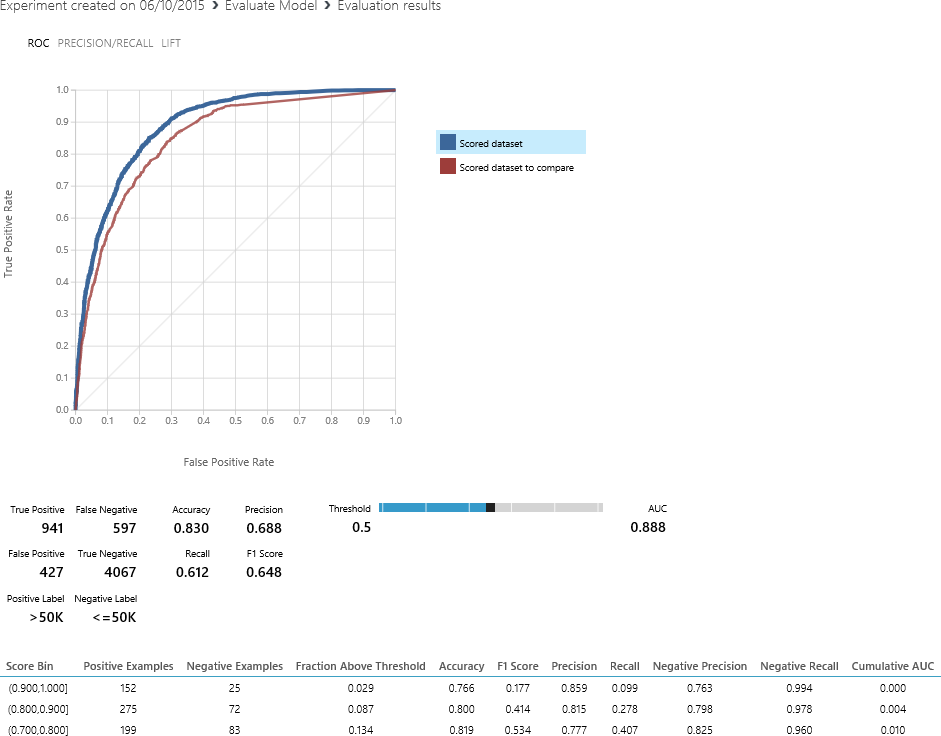 Experiment created on 06/10/2015 › Evaluate Model › Evaluation results
ROC PRECISION/RECALL LIFT
True Positive Rate
1.0
0.9
0.8
0.7
0.6
0.5
0.4
0.3
0.2
0.1
0.0
0.0 0.1 0.2 0.3 0.4 0.5 0.6 0.7 0.8 0.9 1.0
False Positive Rate
Scored dataset
Scored dataset to compare
True Positive False Negative Accuracy Precision Threshold AUC
941 597 0.830 0.688 0.5 0.888
False Positive True Negative Recall F1 Score
427 4067 0.612 0.648
Positive Label Negative Label
>50K <=50K
Score Bin Positive Examples Negative Examples Fraction Above Threshold Accuracy F1 Score Precision Recall Negative Precision Negative Recall Cumulative AUC
(0.900,1.000] 152 25 0.029 0.766 0.177 0.859 0.099 0.763 0.994 0.000
(0.800,0.900] 275 72 0.087 0.800 0.414 0.815 0.278 0.798 0.978 0.004
(0.700,0.800] 199 83 0.134 0.819 0.534 0.777 0.407 0.825 0.960 0.010